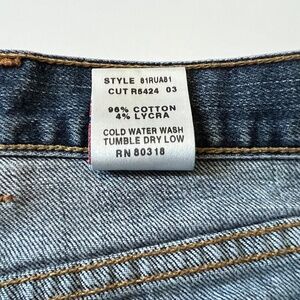 STYLE 81RUA81
CUT R5424 03
96% COTTON
4% LYCRA
COLD WATER WASH
TUMBLE DRY LOW
RN 80318